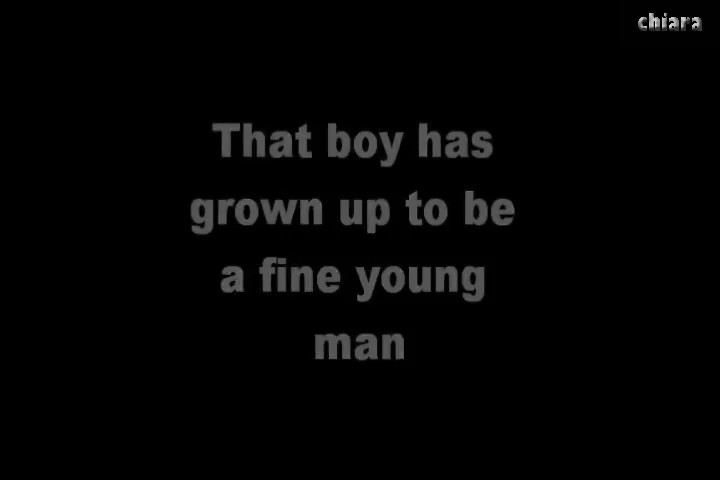 chiara
That boy has
grown up to be
a fine young
man